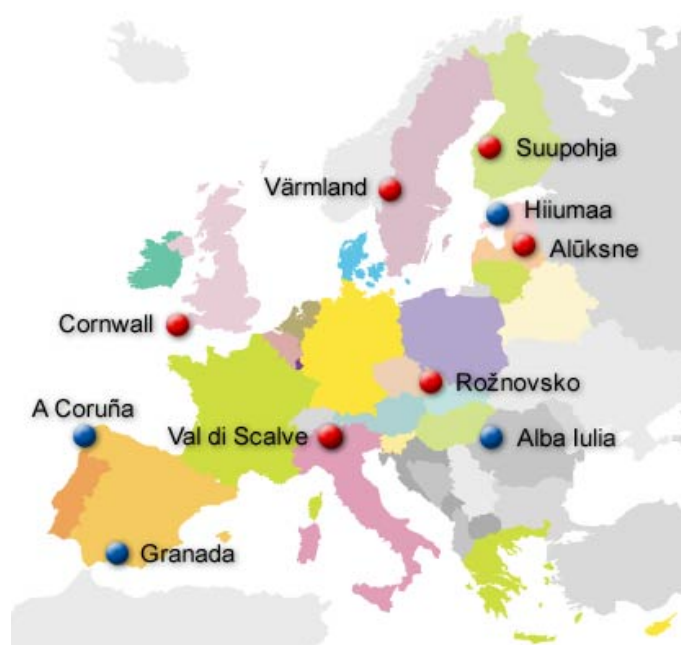 Suupohja
Värmland
Hiiumaa
Alūksne
Cornwall
Rožnovsko
A Coruña
Val di Scalve
Alba Iulia
Granada